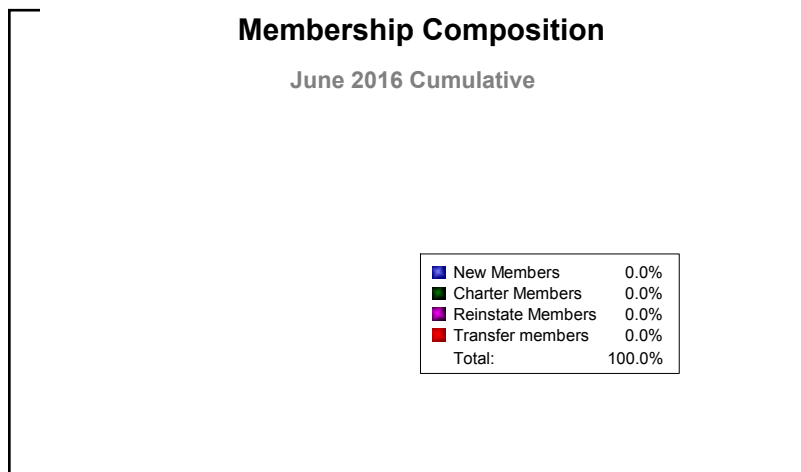 Membership Composition
June 2016 Cumulative
New Members 0.0%
Charter Members 0.0%
Reinstate Members 0.0%
Transfer members 0.0%
Total: 100.0%